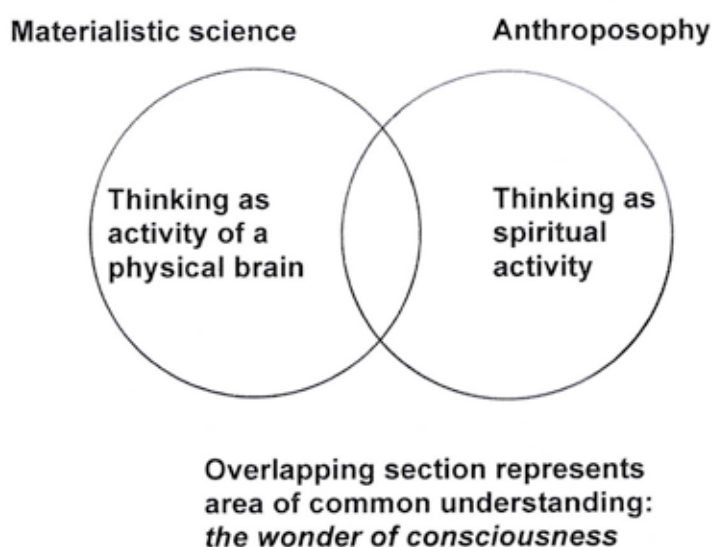 Materialistic science
Anthroposophy
Thinking as
activity of a
physical brain
Thinking as
spiritual
activity
Overlapping section represents
area of common understanding:
the wonder of consciousness